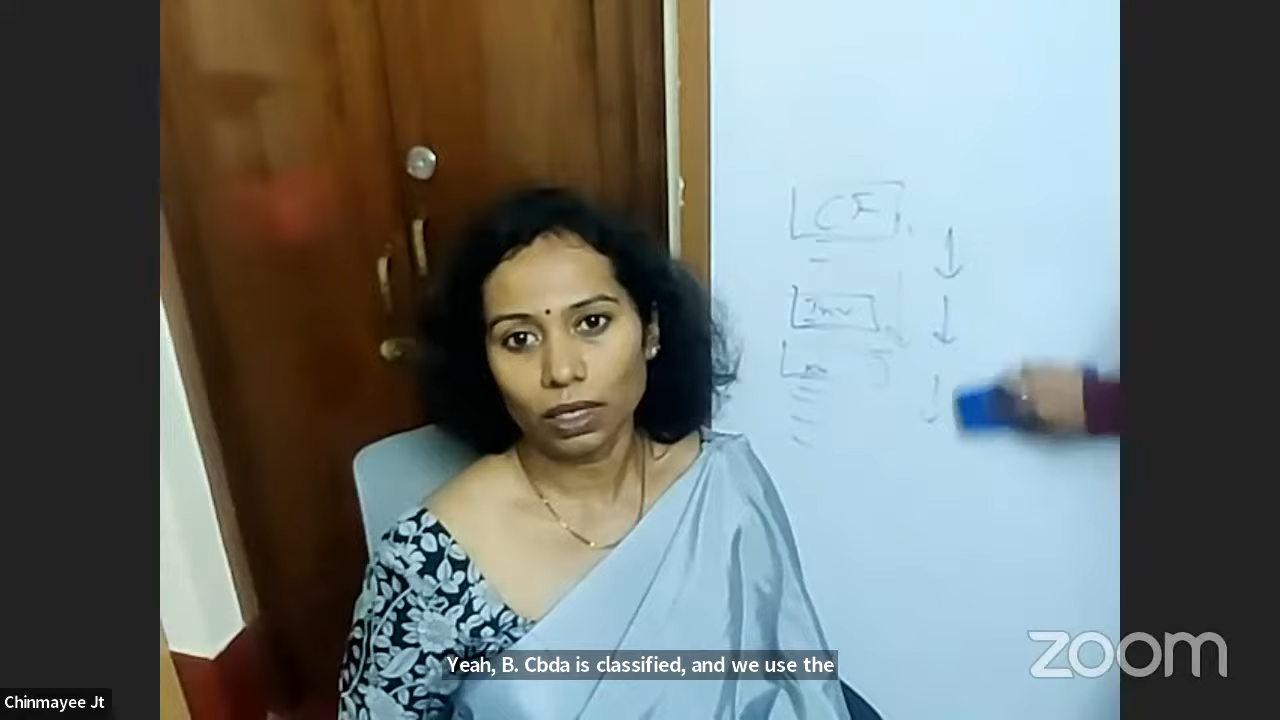 CF
Inv
Yeah, B. Cbda is classified, and we use the
zoom
Chinmayee Jt